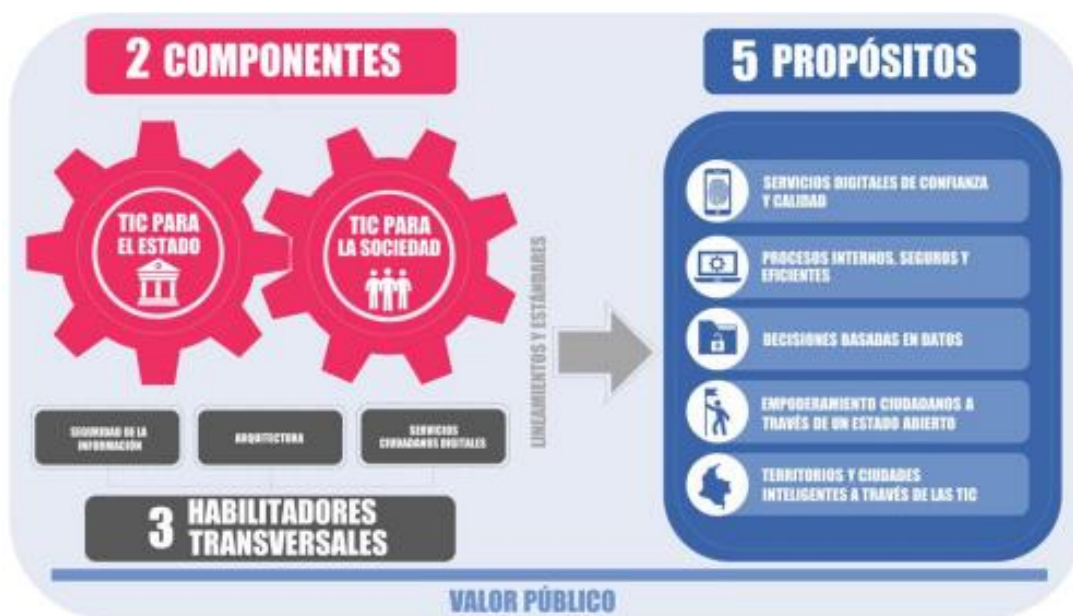 2 COMPONENTES
TIC PARA
EL ESTADO
TIC PARA
LA SOCIEDAD
SEGURIDAD DE LA
INFORMACIÓN
ARQUITECTURA
SERVICIOS
CIUDADANOS DIGITALES
3 HABILITADORES
TRANSVERSALES
LINEAMIENTOS Y ESTÁNDARES
5 PROPÓSITOS
SERVICIOS DIGITALES DE CONFIANZA
Y CALIDAD
PROCESOS INTERNOS, SEGUROS Y
EFICIENTES
DECISIONES BASADAS EN DATOS
EMPODERAMIENTO CIUDADANOS A
TRAVÉS DE UN ESTADO ABIERTO
TERRITORIOS Y CIUDADES
INTELIGENTES A TRAVÉS DE LAS TIC
VALOR PÚBLICO